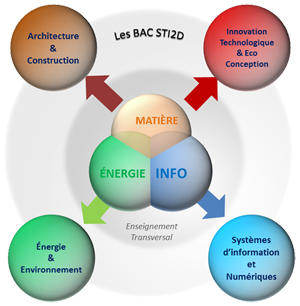 Les BAC STI2D
Architecture
&
Construction
Innovation
Technologique
& Eco
Conception
MATIÈRE
ÉNERGIE
INFO
Enseignement
Transversal
Énergie
&
Environnement
Systèmes
d'information
et
Numériques